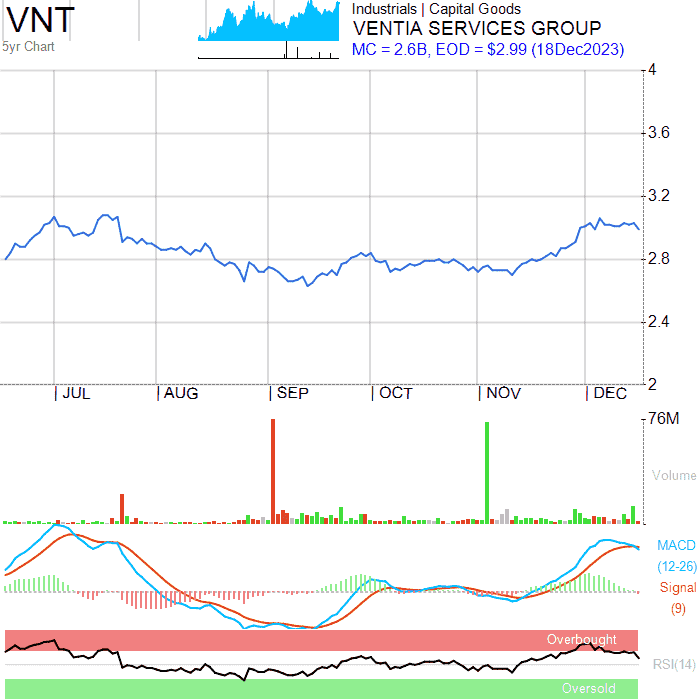 VNT
5yr Chart
Industrials | Capital Goods
VENTIA SERVICES GROUP
MC = 2.6B, EOD = $2.99 (18Dec2023)
4
3.6
3.2
2.8
2.4
2
JUL AUG SEP OCT NOV DEC
76M
Volume
MACD
(12-26)
Signal
(9)
Overbought
RSI(14)
Oversold